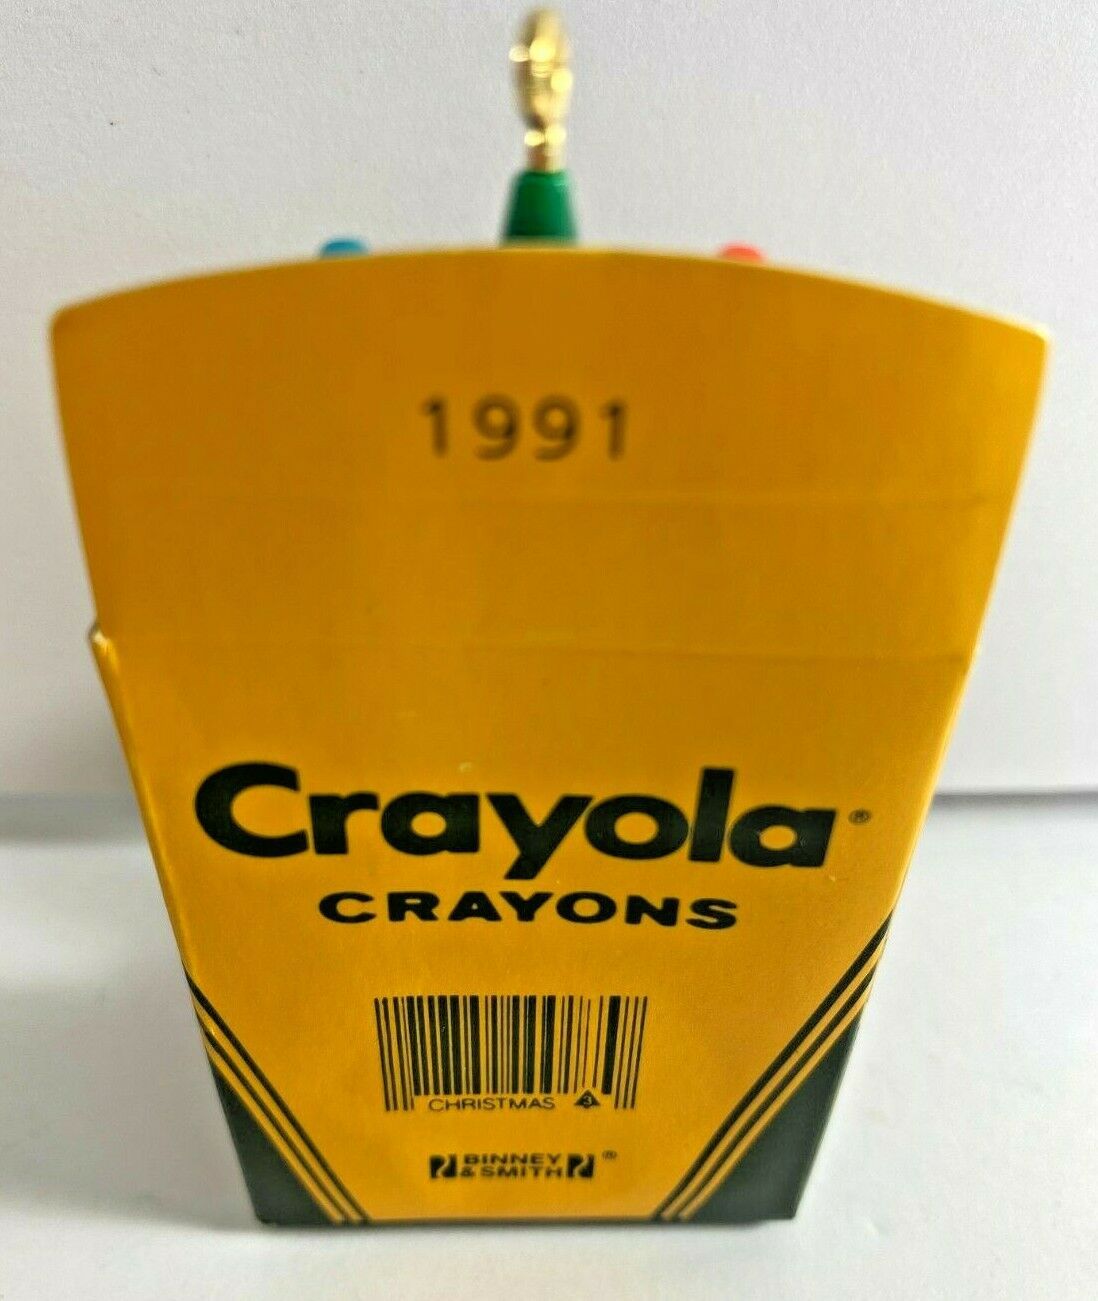 1991
Crayola®
CRAYONS
CHRISTMAS 3
BINNEY ®
& SMITH